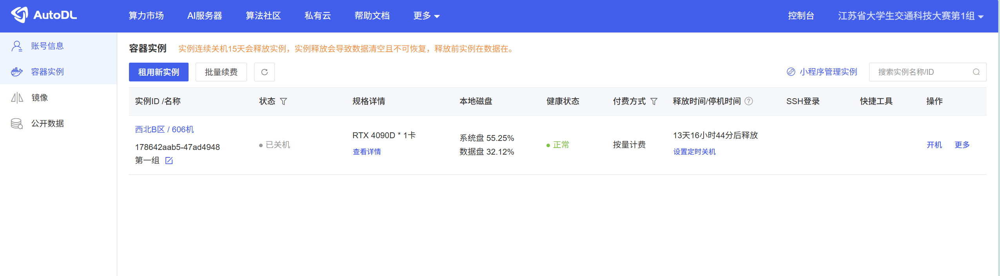 AutoDL 算力市场 AI服务器 算法社区 私有云 帮助文档 更多 控制台 江苏省大学生交通科技大赛第1组
账号信息
容器实例
镜像
公开数据
容器实例 实例连续关机15天会释放实例，实例释放会导致数据清空且不可恢复，释放前实例在数据在。
租用新实例 批量续费 小程序管理实例 搜索实例名称/ID
实例ID /名称 状态 规格详情 本地磁盘 健康状态 付费方式 释放时间/停机时间 ? SSH登录 快捷工具 操作
西北B区 / 606机
178642aab5-47ad4948
第一组
已关机
RTX 4090D * 1卡
查看详情
系统盘 55.25%
数据盘 32.12%
正常
按量计费
13天16小时44分后释放
设置定时关机
开机 更多